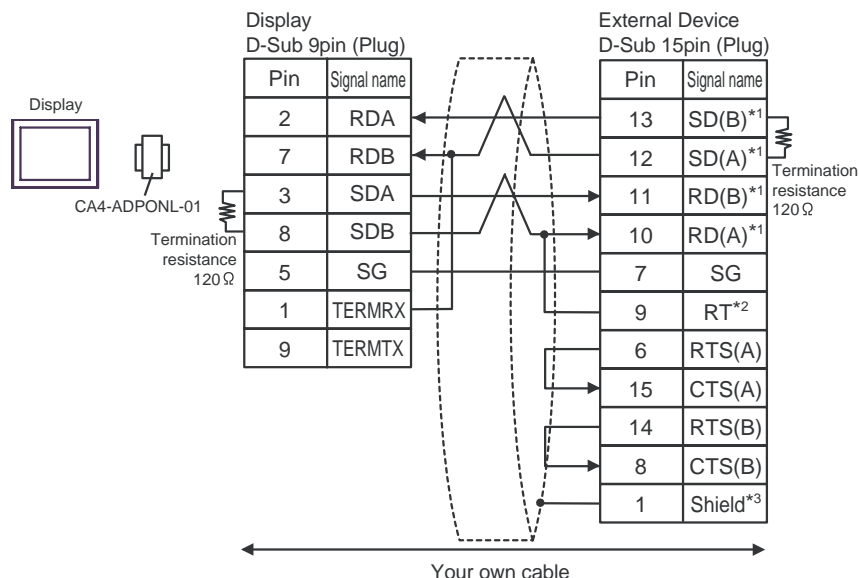 Display
D-Sub 9pin (Plug)
External Device
D-Sub 15pin (Plug)
Display
CA4-ADPONL-01
Termination
resistance
120Ω
Pin Signal name
2 RDA
7 RDB
3 SDA
8 SDB
5 SG
1 TERMRX
9 TERMTX
Pin Signal name
13 SD(B)*1
12 SD(A)*1
11 RD(B)*1
10 RD(A)*1
7 SG
9 RT*2
6 RTS(A)
15 CTS(A)
14 RTS(B)
8 CTS(B)
1 Shield*3
Termination
resistance
120Ω
Your own cable